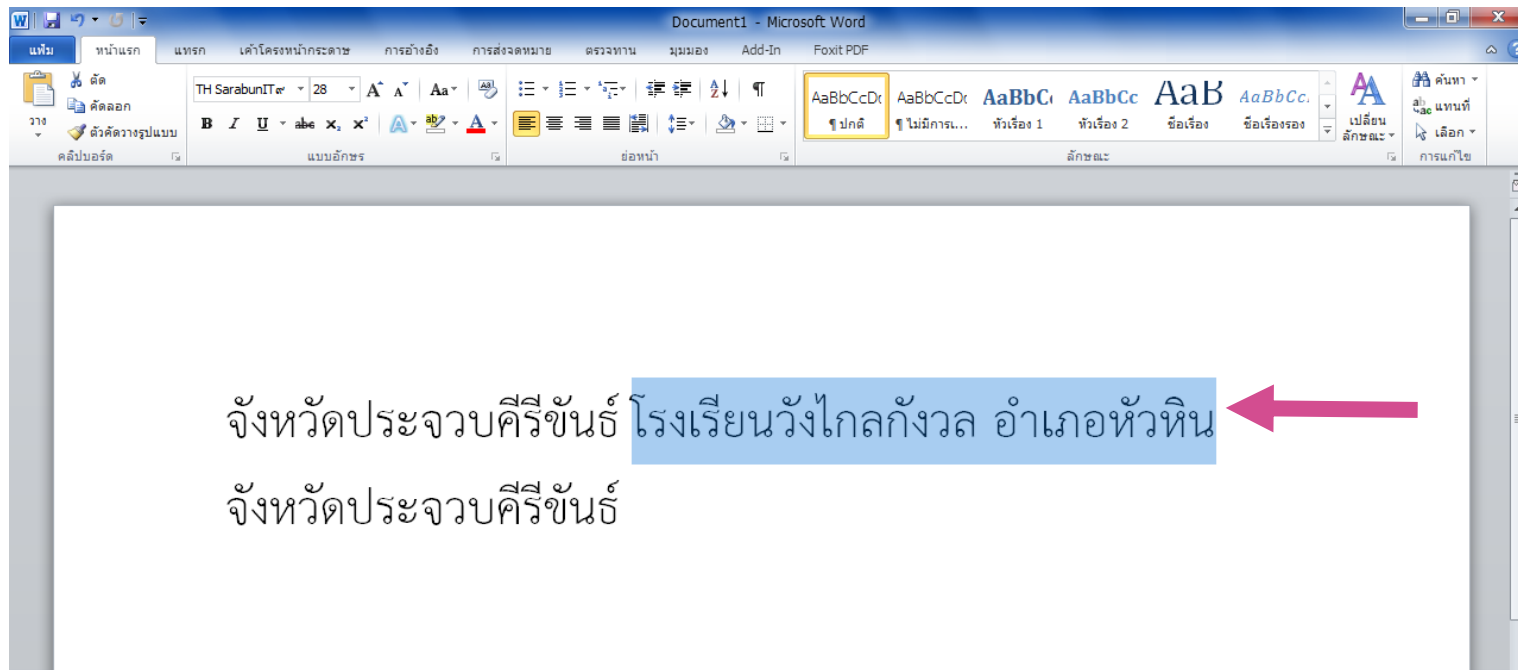 Document1 - Microsoft Word
แฟ้ม หน้าแรก แทรก เค้าโครงหน้ากระดาษ การอ้างอิง การส่งจดหมาย ตรวจทาน มุมมอง Add-In Foxit PDF
วาง
ตัด
คัดลอก
ตัวคัดวางรูปแบบ
คลิปบอร์ด
TH SarabunIT๙ 28
แบบอักษร
ย่อหน้า
AaBbCcDc AaBbCcDc AaBbC AaBbCc AaB AaBbCc.
¶ ปกติ ¶ ไม่มีการเ... หัวเรื่อง 1 หัวเรื่อง 2 ชื่อเรื่อง ชื่อเรื่องรอง
เปลี่ยน
ลักษณะ
ลักษณะ
ค้นหา
แทนที่
เลือก
การแก้ไข
จังหวัดประจวบคีรีขันธ์ โรงเรียนวังไกลกังวล อำเภอหัวหิน
จังหวัดประจวบคีรีขันธ์